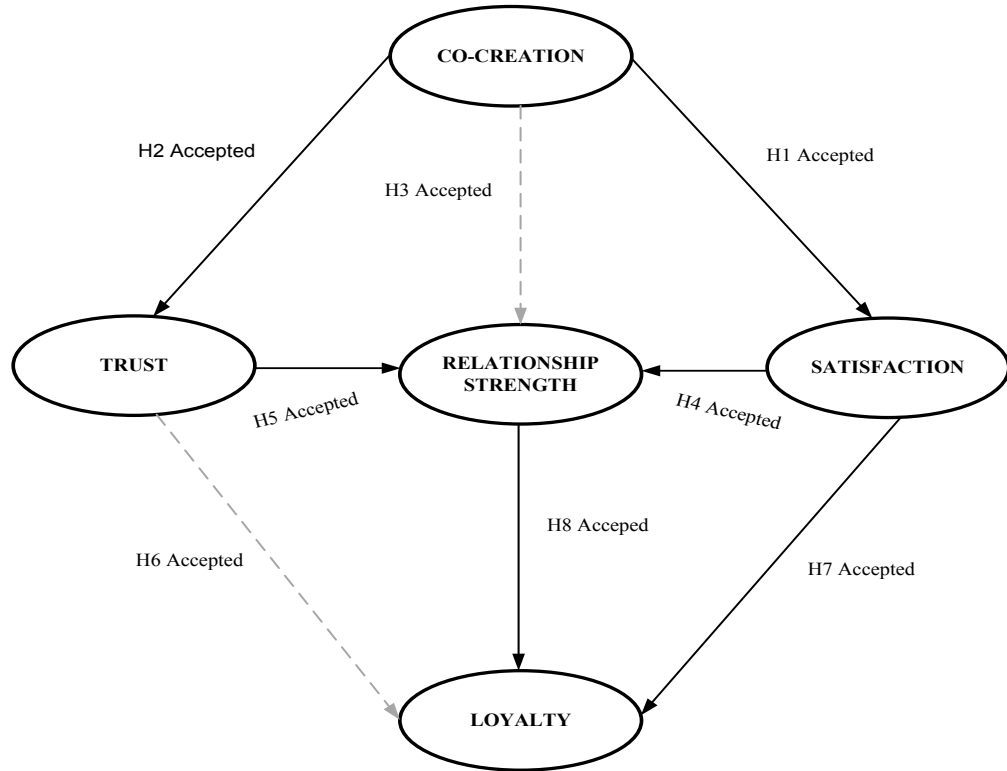 CO-CREATION
H2 Accepted
H1 Accepted
H3 Accepted
TRUST
RELATIONSHIP
STRENGTH
SATISFACTION
H5 Accepted
H4 Accepted
H8 Acceped
H6 Accepted
H7 Accepted
LOYALTY